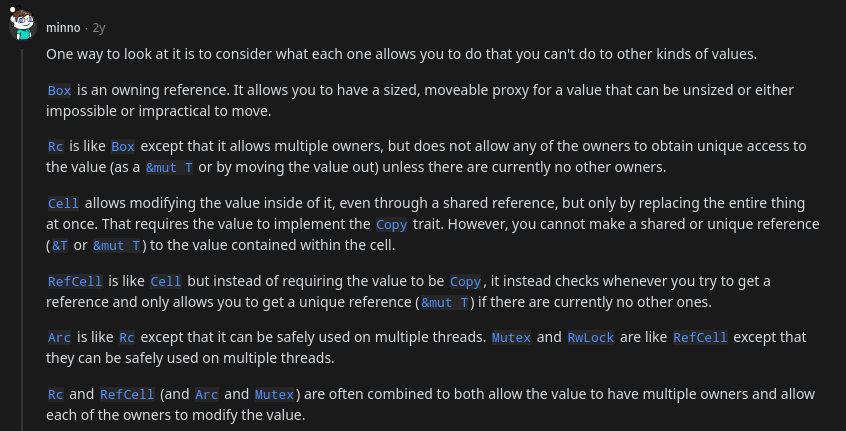 minno · 2y
One way to look at it is to consider what each one allows you to do that you can't do to other kinds of values.
Box is an owning reference. It allows you to have a sized, moveable proxy for a value that can be unsized or either
impossible or impractical to move.
Rc is like Box except that it allows multiple owners, but does not allow any of the owners to obtain unique access to
the value (as a &mut T or by moving the value out) unless there are currently no other owners.
Cell allows modifying the value inside of it, even through a shared reference, but only by replacing the entire thing
at once. That requires the value to implement the Copy trait. However, you cannot make a shared or unique reference
(&T or &mut T) to the value contained within the cell.
RefCell is like Cell but instead of requiring the value to be Copy, it instead checks whenever you try to get a
reference and only allows you to get a unique reference (&mut T) if there are currently no other ones.
Arc is like Rc except that it can be safely used on multiple threads. Mutex and RwLock are like RefCell except that
they can be safely used on multiple threads.
Rc and RefCell (and Arc and Mutex) are often combined to both allow the value to have multiple owners and allow
each of the owners to modify the value.